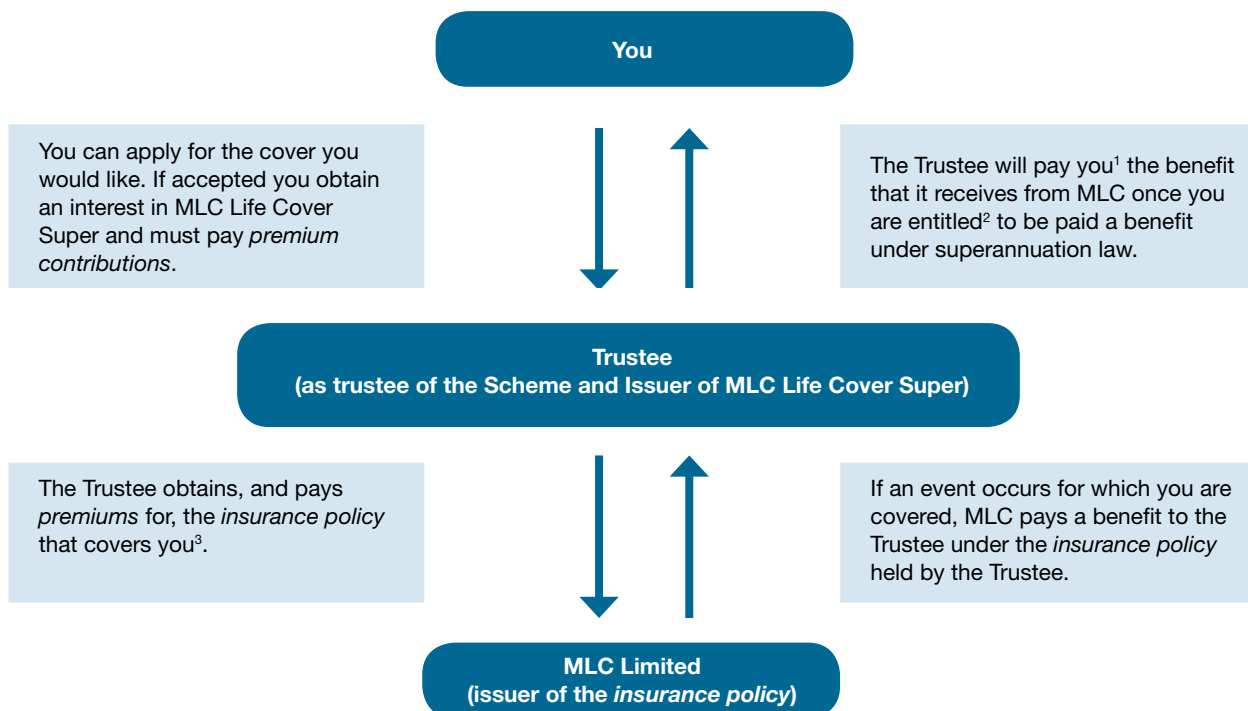 You
You can apply for the cover you
would like. If accepted you obtain
an interest in MLC Life Cover
Super and must pay premium
contributions.
The Trustee will pay you¹ the benefit
that it receives from MLC once you
are entitled² to be paid a benefit
under superannuation law.
Trustee
(as trustee of the Scheme and Issuer of MLC Life Cover Super)
The Trustee obtains, and pays
premiums for, the insurance policy
that covers you³.
If an event occurs for which you are
covered, MLC pays a benefit to the
Trustee under the insurance policy
held by the Trustee.
MLC Limited
(issuer of the insurance policy)